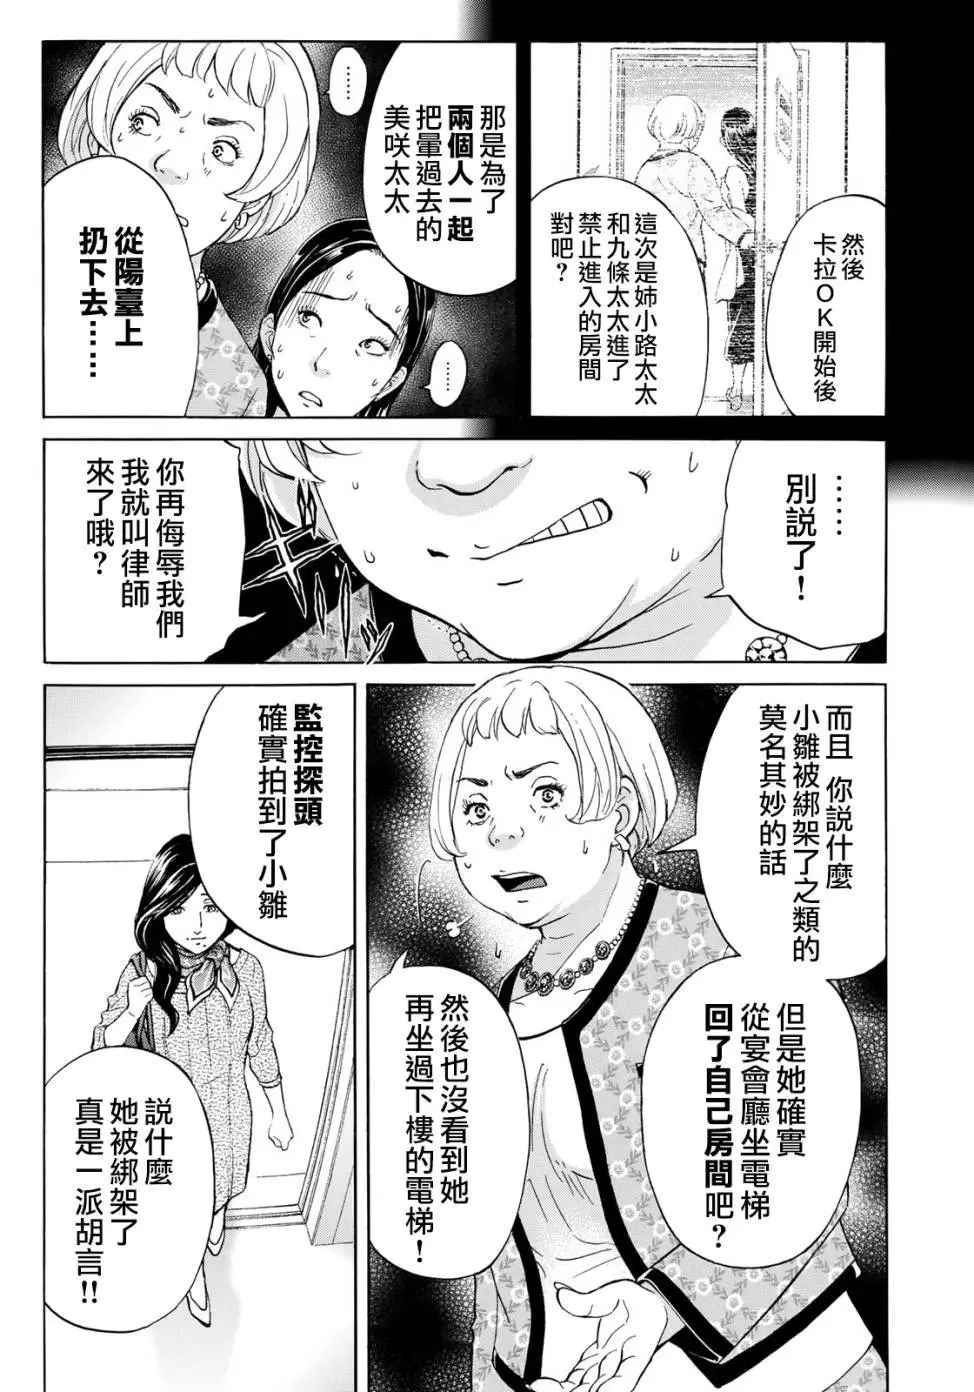 然後
卡拉OK開始後
這次是姉小路太太
和九條太太進了
禁止進入的房間
對吧？
那是為了
兩個人一起
把暈過去的
美咲太太
……
……
從陽臺上
扔下去……
……
別說了！
你再侮辱我們
我就叫律師
來了哦？
而且 你說什麼
小雛被綁架了之類的
莫名其妙的話
但是她確實
從宴會廳坐電梯
回了自己房間吧？
然後也沒看到她
再坐過下樓的電梯！
監控探頭
確實拍到了小雛
說什麼
她被綁架了
真是一派胡言!!